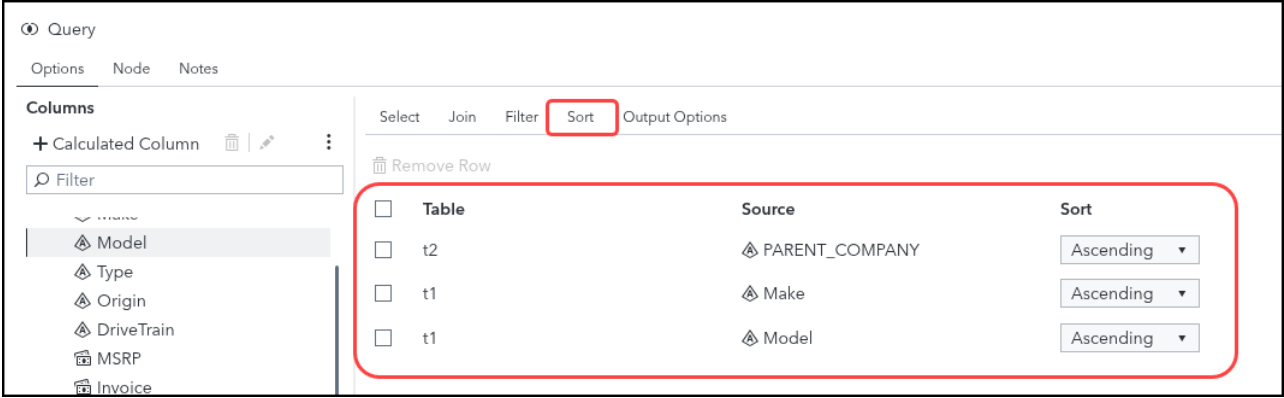 Query
Options Node Notes
Columns
+ Calculated Column
Filter
Make
Model
Type
Origin
DriveTrain
MSRP
Invoice
Select Join Filter Sort Output Options
Remove Row
Table Source Sort
t2 PARENT_COMPANY Ascending
t1 Make Ascending
t1 Model Ascending